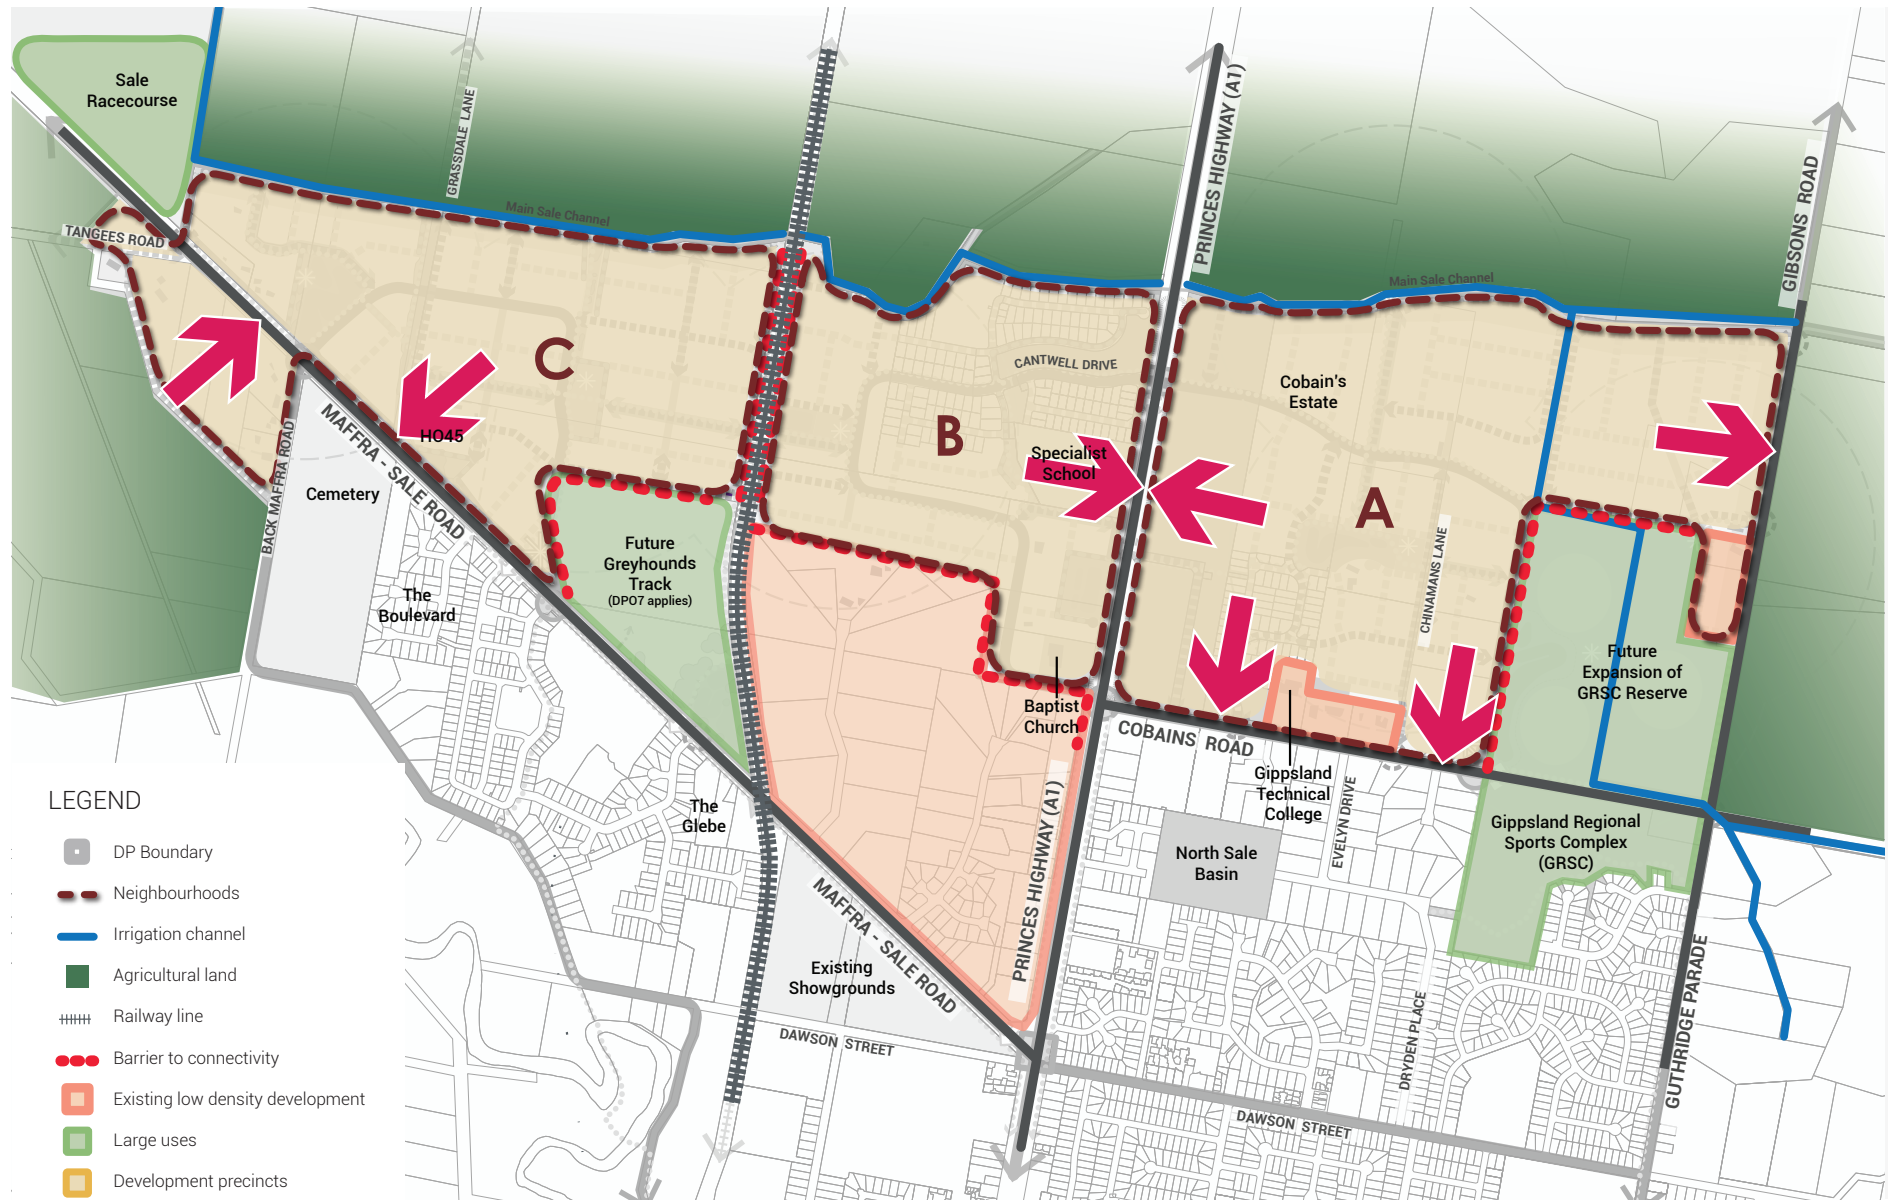 Sale
Racecourse
GRASSDALE LANE
PRINCES HIGHWAY (A1)
GIBSONS ROAD
TANGEES ROAD
Main Sale Channel
Main Sale Channel
C
CANTWELL DRIVE
Cobain's
Estate
HO45
B
Specialist
School
A
MAFFRA - SALE ROAD
BACK MAFFRA ROAD
Cemetery
The
Boulevard
Future
Greyhounds
Track
(DPO7 applies)
CHINAMANS LANE
Future
Expansion of
GRSC Reserve
Baptist
Church
COBAINS ROAD
Gippsland
Technical
College
EVELYN DRIVE
The
Glebe
PRINCES HIGHWAY (A1)
North Sale
Basin
Gippsland Regional
Sports Complex
(GRSC)
MAFFRA - SALE ROAD
Existing
Showgrounds
DAWSON STREET
DRYDEN PLACE
GUTHRIDGE PARADE
DAWSON STREET
LEGEND
DP Boundary
Neighbourhoods
Irrigation channel
Agricultural land
Railway line
Barrier to connectivity
Existing low density development
Large uses
Development precincts